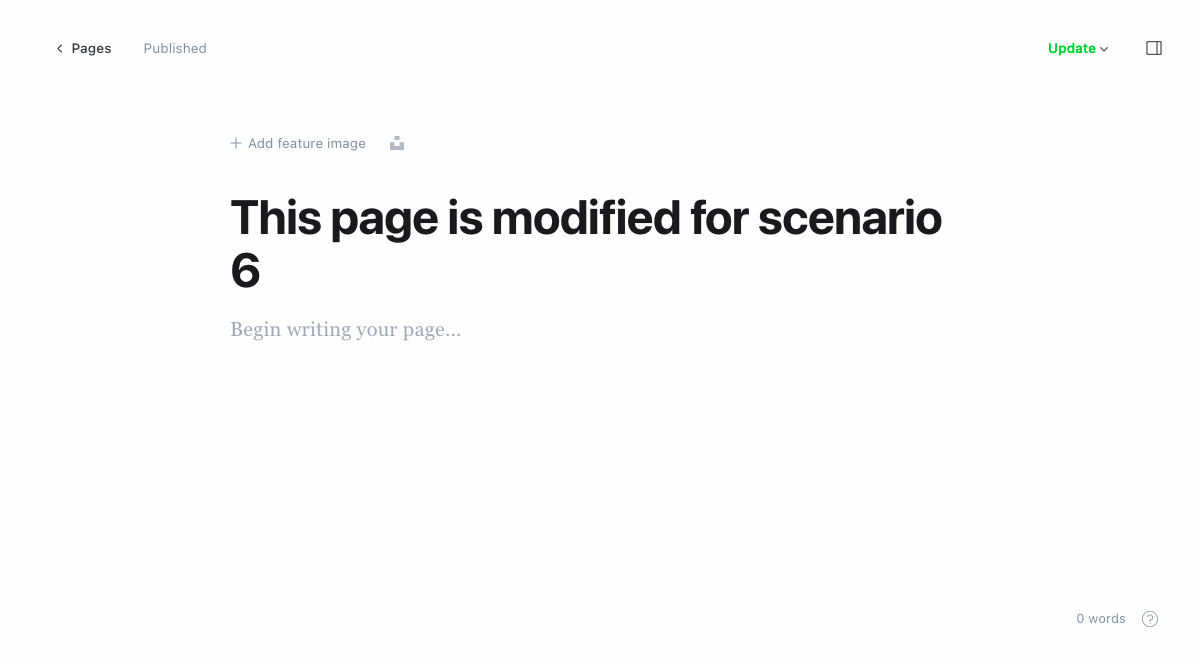 Pages
Published
Update
Add feature image
This page is modified for scenario
6
Begin writing your page...
0 words
?